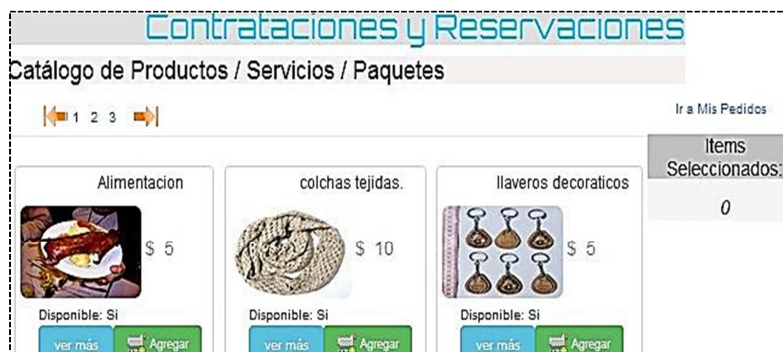 Contrataciones y Reservaciones
Catálogo de Productos / Servicios / Paquetes
1 2 3
Ir a Mis Pedidos
Items
Seleccionados:
0
Alimentacion
$ 5
Disponible: Si
ver más Agregar
colchas tejidas.
$ 10
Disponible: Si
ver más Agregar
llaveros decoraticos
$ 5
Disponible: Si
ver más Agregar